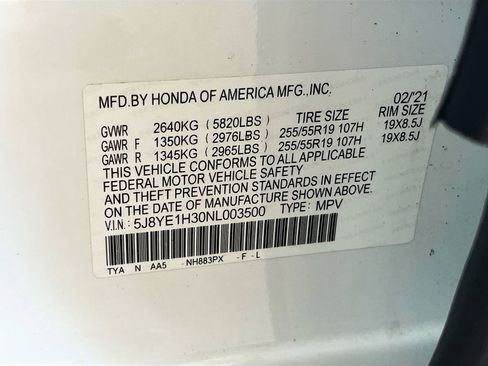 MFD.BY HONDA OF AMERICA MFG.,INC. 02/'21
TIRE SIZE RIM SIZE
GVWR 2640KG (5820LBS)
GAWR F 1350KG (2976LBS) 255/55R19 107H 19X8.5J
GAWR R 1345KG (2965LBS) 255/55R19 107H 19X8.5J
THIS VEHICLE CONFORMS TO ALL APPLICABLE
FEDERAL MOTOR VEHICLE SAFETY
AND THEFT PREVENTION STANDARDS IN EFFECT
ON THE DATE OF MANUFACTURE SHOWN ABOVE.
V.I.N.: 5J8YE1H30NL003500 TYPE: MPV
TYA N AA5 -NH883PX -F-L